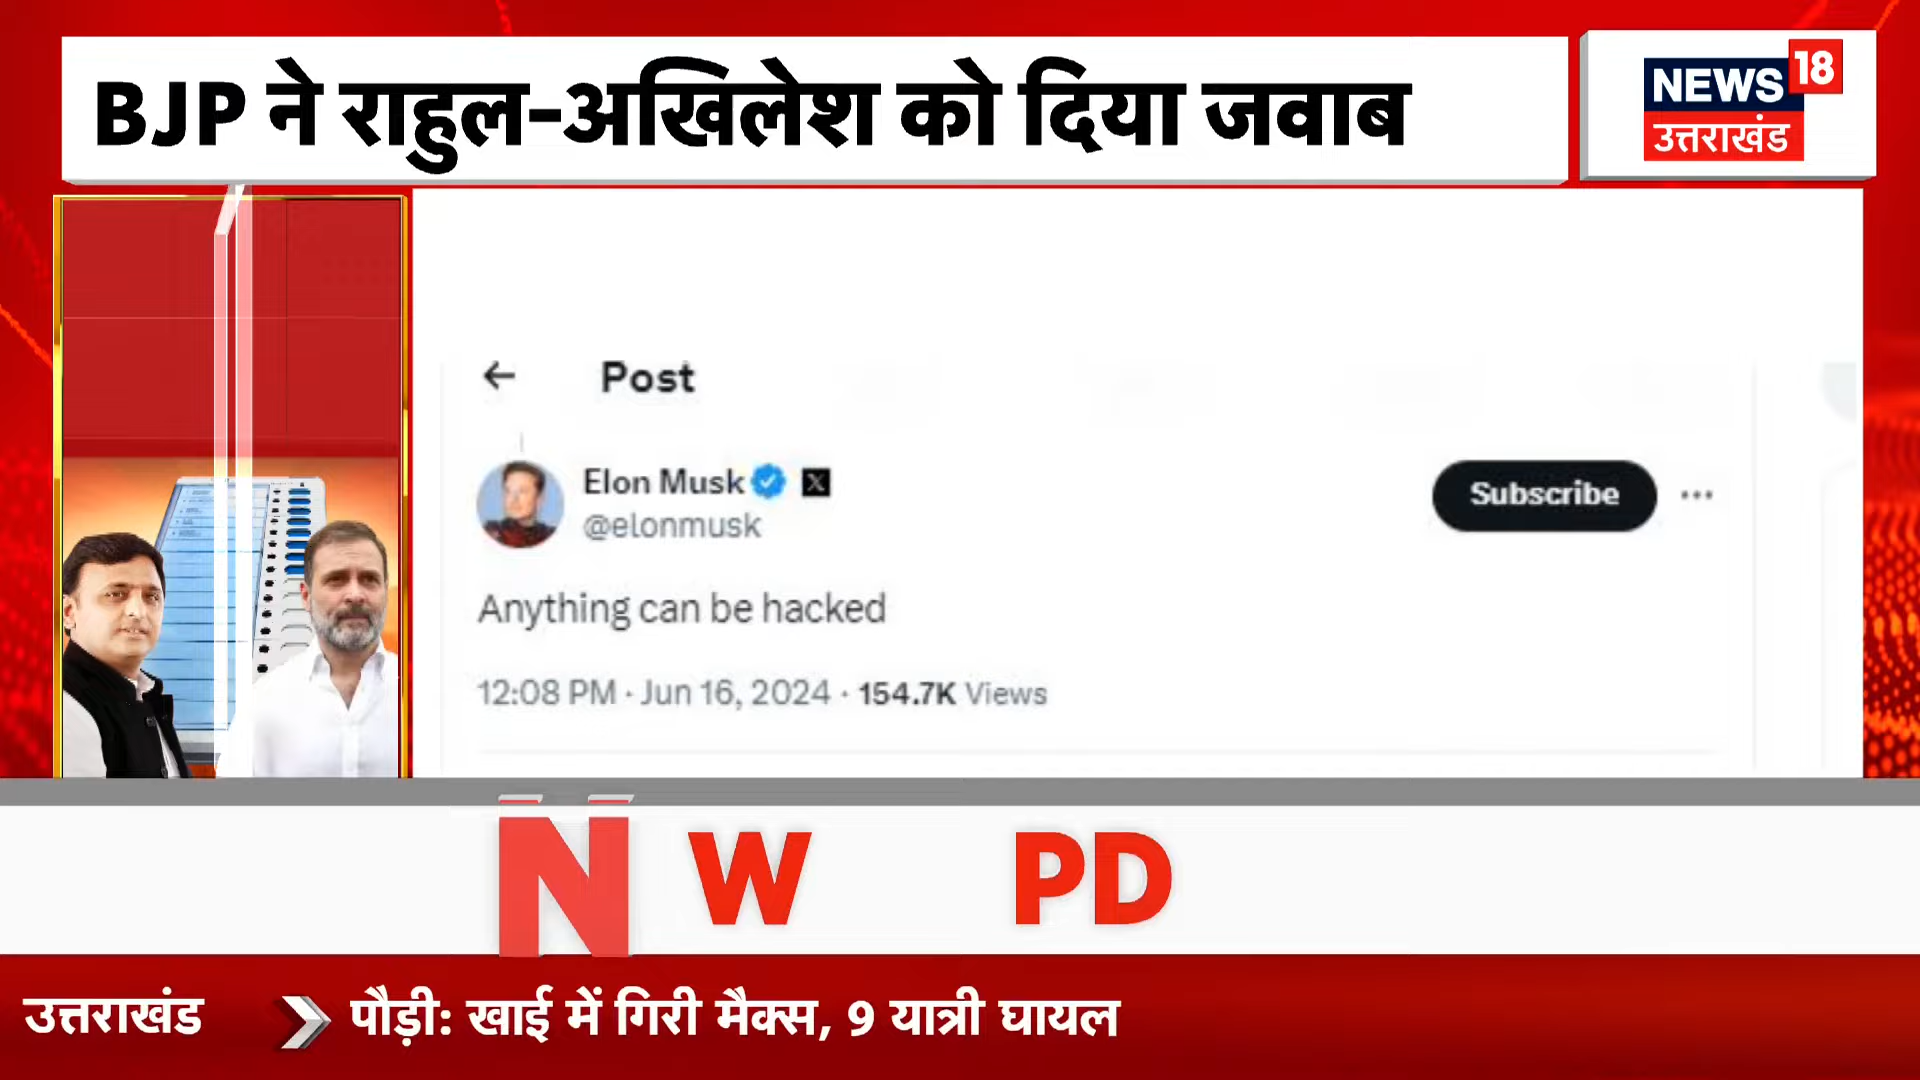 BJP ने राहुल-अखिलेश को दिया जवाब
NEWS 18
उत्तराखंड
Post
Elon Musk
@elonmusk
Subscribe
Anything can be hacked
12:08 PM · Jun 16, 2024 · 154.7K Views
N W PD
उत्तराखंड
पौड़ी: खाई में गिरी मैक्स, 9 यात्री घायल